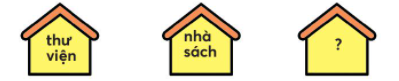 thư
viện
nhà
sách
?